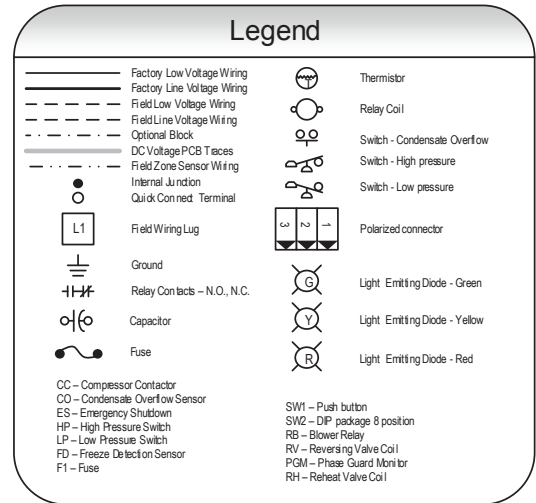 Legend
Factory Low Voltage Wiring
Factory Line Voltage Wiring
Field Low Voltage Wiring
Field Line Voltage Wiring
Optional Block
DC Voltage PCB Traces
Field Zone Sensor Wiring
Internal Junction
Quick Connect Terminal
L1
Field Wiring Lug
Ground
Relay Contacts – N.O., N.C.
Capacitor
Fuse
Thermistor
Relay Coil
Switch - Condensate Overflow
Switch - High pressure
Switch - Low pressure
3 2 1
Polarized connector
G
Light Emitting Diode - Green
Y
Light Emitting Diode - Yellow
R
Light Emitting Diode - Red
CC – Compressor Contactor
CO – Condensate Overflow Sensor
ES – Emergency Shutdown
HP – High Pressure Switch
LP – Low Pressure Switch
FD – Freeze Detection Sensor
F1 – Fuse
SW1 – Push button
SW2 – DIP package 8 position
RB – Blower Relay
RV – Reversing Valve Coil
PGM – Phase Guard Monitor
RH – Reheat Valve Coil